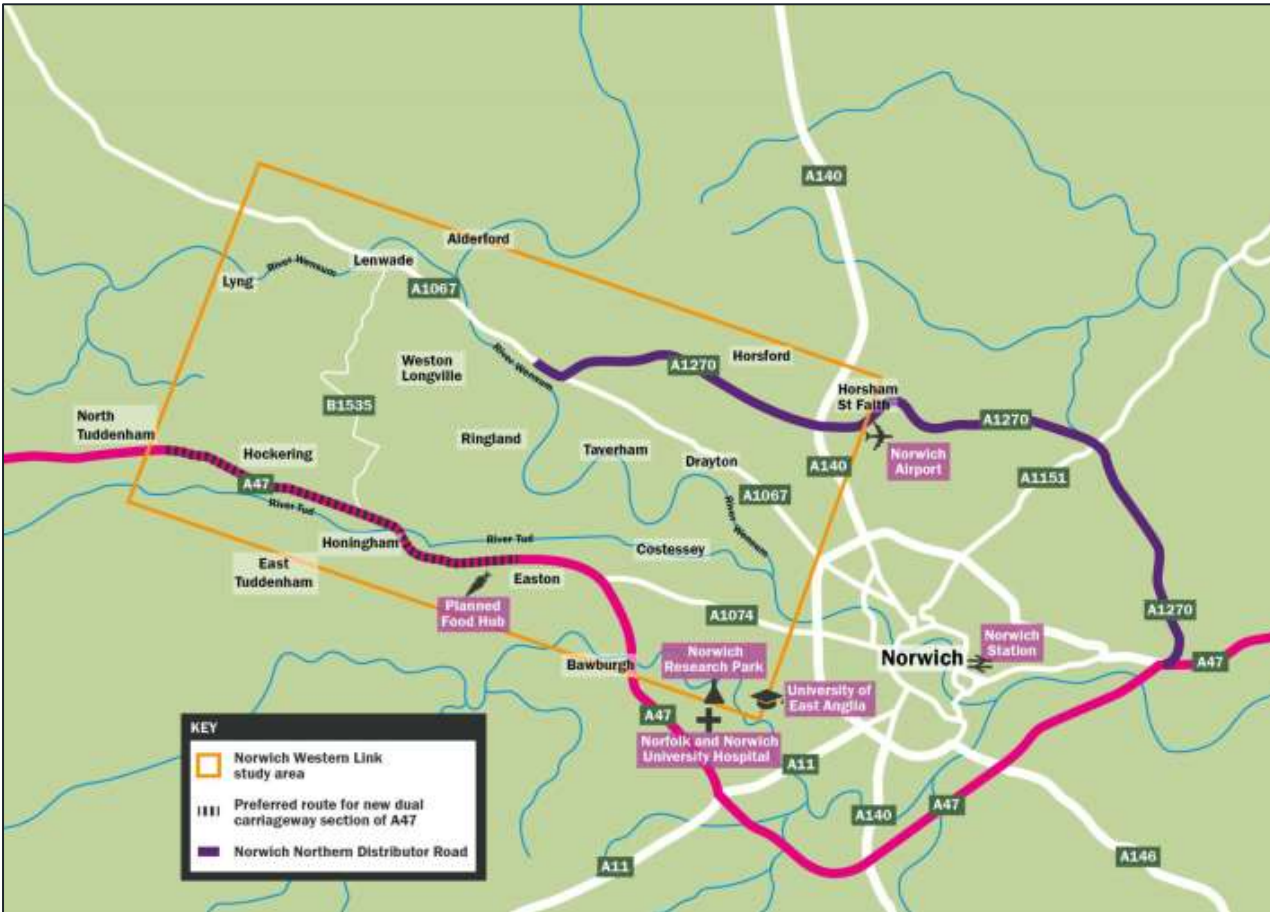 A140
Alderford
Lenwade
River Wensum
Lyng
A1067
Horsford
A1270
River Wensum
Weston
Longville
Horsham
St Faith
B1535
North
Tuddenham
A1270
Ringland
Hockering
Taverham
Drayton
Norwich
Airport
A140
A47
A1067
A1151
River Tud
River Wensum
Honingham
River Tud
Costessey
East
Tuddenham
Easton
Planned
Food Hub
A1074
A1270
Norwich
Station
Norwich
Research Park
Bawburgh
Norwich
A47
University of
East Anglia
A47
Norfolk and Norwich
University Hospital
A11
A47
A140
A11
A146
KEY
Norwich Western Link
study area
Preferred route for new dual
carriageway section of A47
Norwich Northern Distributor Road